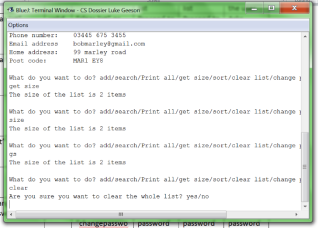 BlueJ: Terminal Window - CS Dossier Luke Geeson
Options
Phone number: 03445 675 3455
Email address bobmarley@gmail.com
Home address: 99 marley road
Post code: MAR1 EY8
What do you want to do? add/search/Print all/get size/sort/clear list/change p
get size
The size of the list is 2 items
What do you want to do? add/search/Print all/get size/sort/clear list/change p
size
The size of the list is 2 items
What do you want to do? add/search/Print all/get size/sort/clear list/change p
gs
The size of the list is 2 items
What do you want to do? add/search/Print all/get size/sort/clear list/change p
clear
Are you sure you want to clear the whole list? yes/no
changepasswo password password password